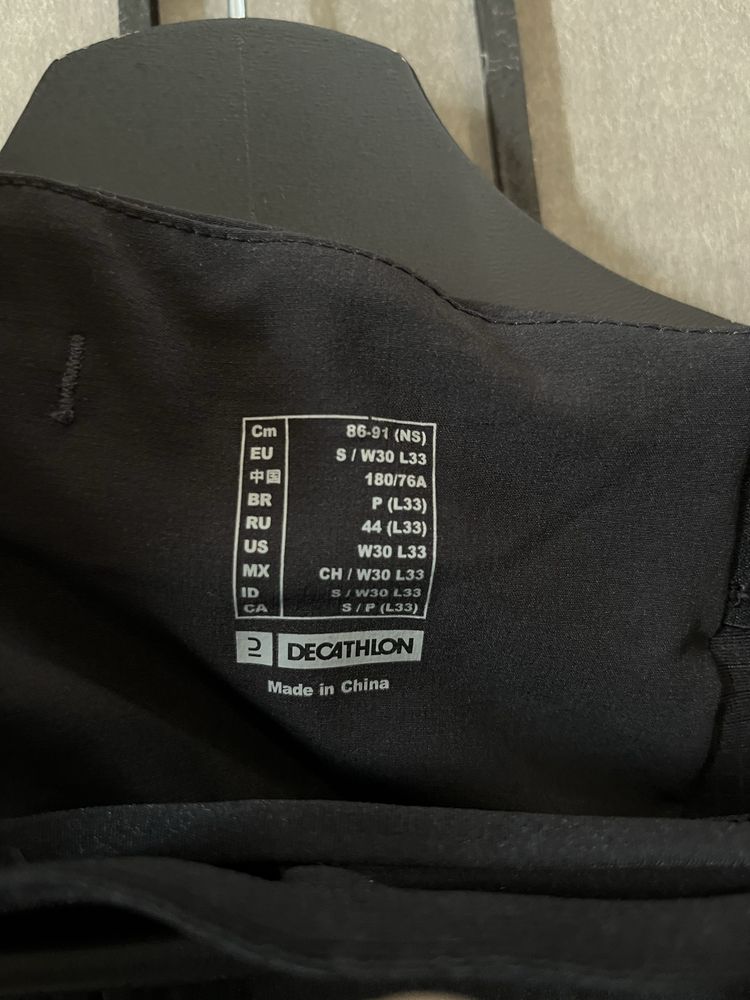 Cm 86-91 (NS)
EU S / W30 L33
中国 180/76A
BR P (L33)
RU 44 (L33)
US W30 L33
MX CH / W30 L33
ID S / W30 L33
CA S / P (L33)
DECATHLON
Made in China